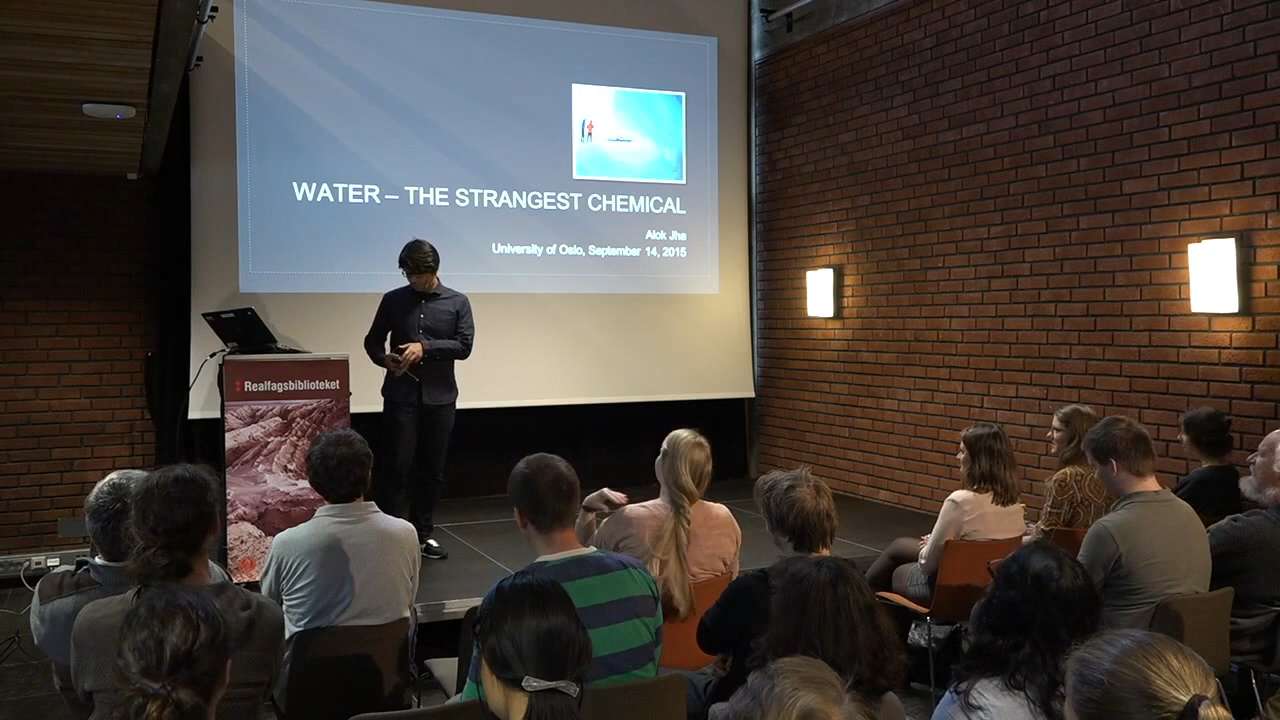 WATER – THE STRANGEST CHEMICAL
Alok Jha
University of Oslo, September 14, 2015
Realfagsbiblioteket